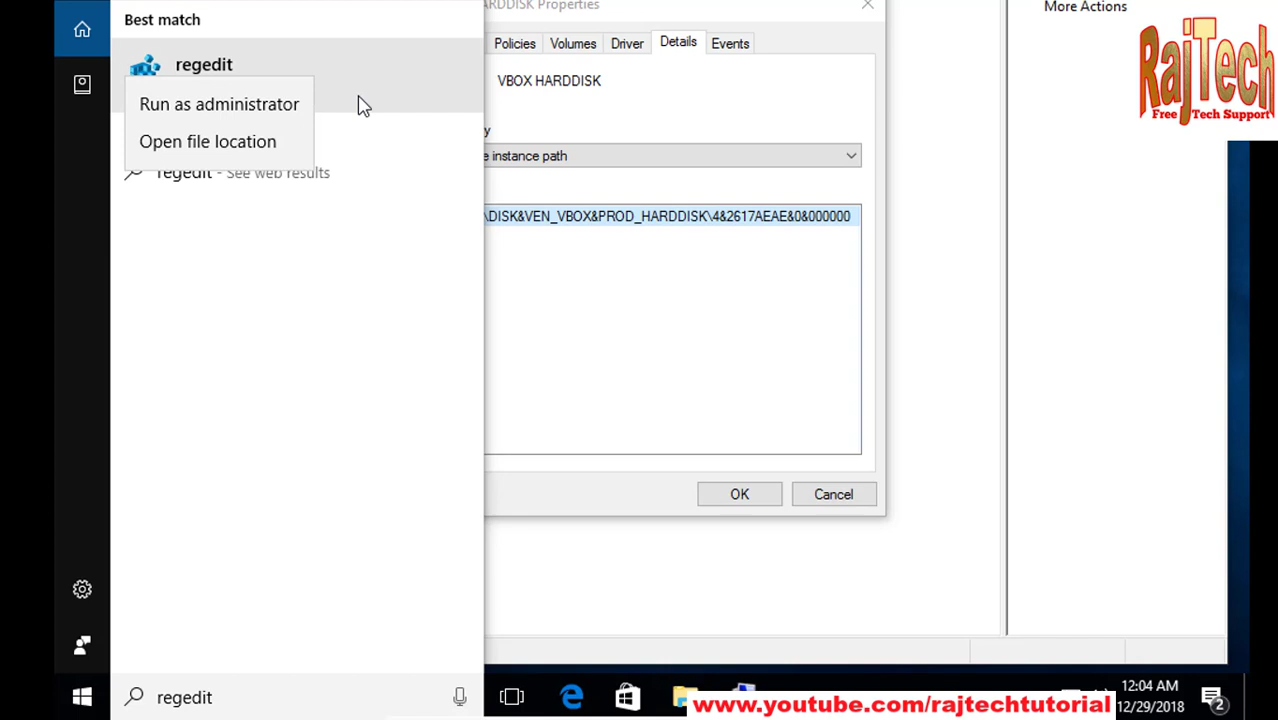 Best match
regedit
Run as administrator
Open file location
regedit - See web results
regedit
HARDDISK Properties
Policies Volumes Driver Details Events
VBOX HARDDISK
y
e instance path
\DISK&VEN_VBOX&PROD_HARDDISK\4&2617AEAE&0&000000
OK Cancel
More Actions
RajTech
Free Tech Support
12:04 AM
12/29/2018
2
www.youtube.com/rajtechtutorial